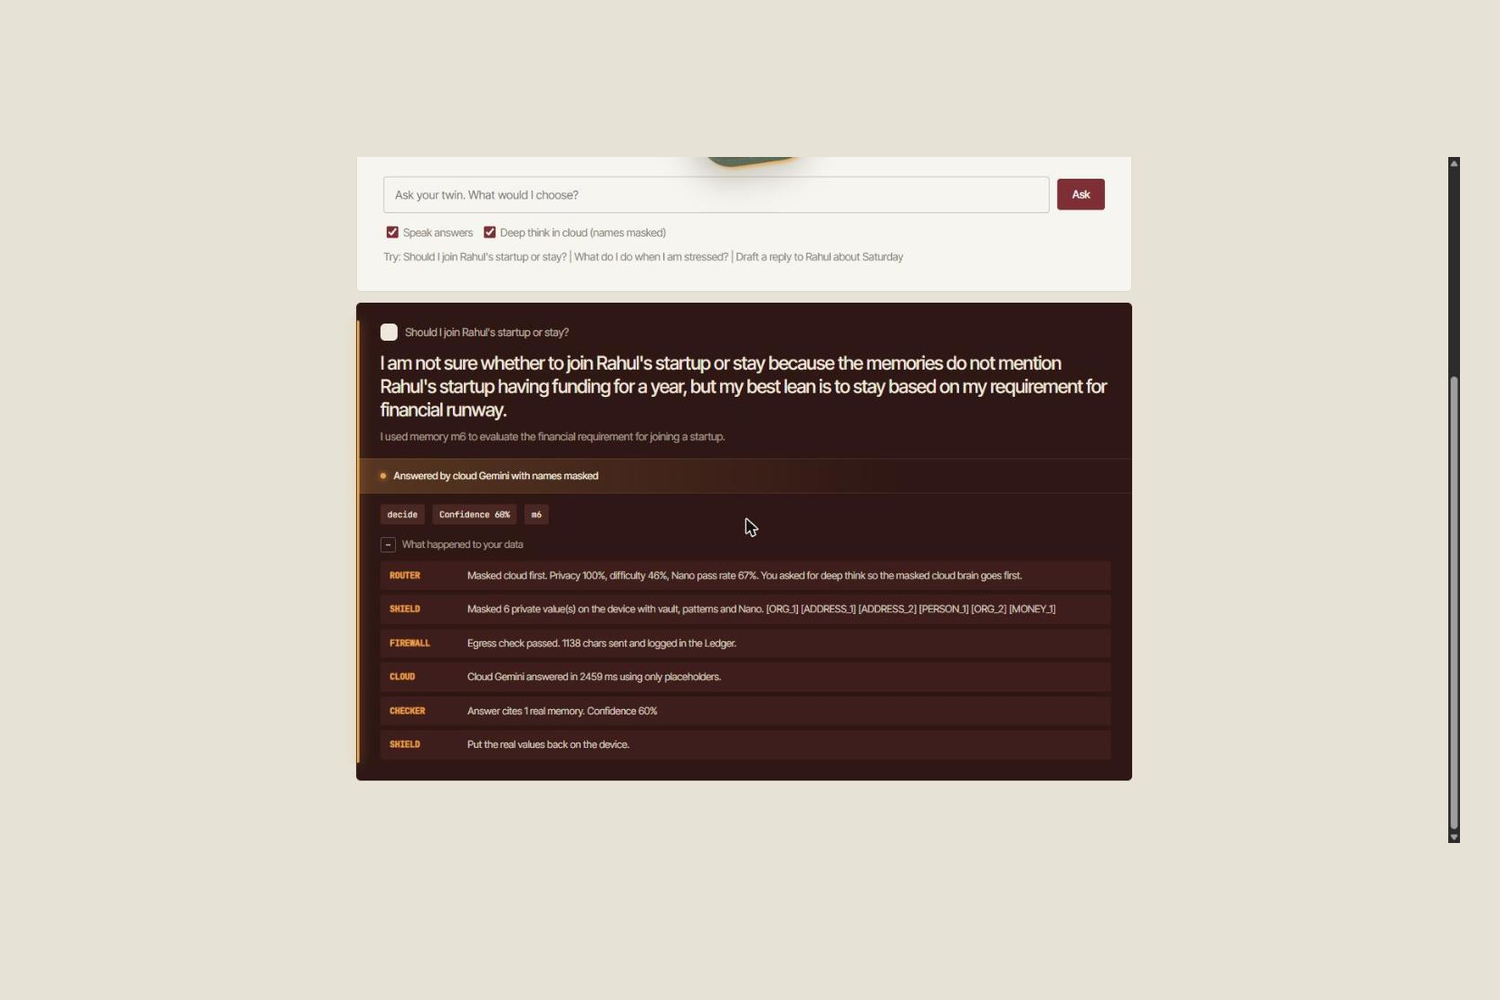 Ask your twin. What would I choose?
Ask
Speak answers
Deep think in cloud (names masked)
Try: Should I join Rahul's startup or stay? | What do I do when I am stressed? | Draft a reply to Rahul about Saturday
Should I join Rahul's startup or stay?
I am not sure whether to join Rahul's startup or stay because the memories do not mention
Rahul's startup having funding for a year, but my best lean is to stay based on my requirement for
financial runway.
I used memory m6 to evaluate the financial requirement for joining a startup.
Answered by cloud Gemini with names masked
decide
Confidence 60%
m6
What happened to your data
ROUTER
Masked cloud first. Privacy 100%, difficulty 46%, Nano pass rate 67%. You asked for deep think so the masked cloud brain goes first.
SHIELD
Masked 6 private value(s) on the device with vault, patterns and Nano. [ORG_1] [ADDRESS_1] [ADDRESS_2] [PERSON_1] [ORG_2] [MONEY_1]
FIREWALL
Egress check passed. 1138 chars sent and logged in the Ledger.
CLOUD
Cloud Gemini answered in 2459 ms using only placeholders.
CHECKER
Answer cites 1 real memory. Confidence 60%
SHIELD
Put the real values back on the device.